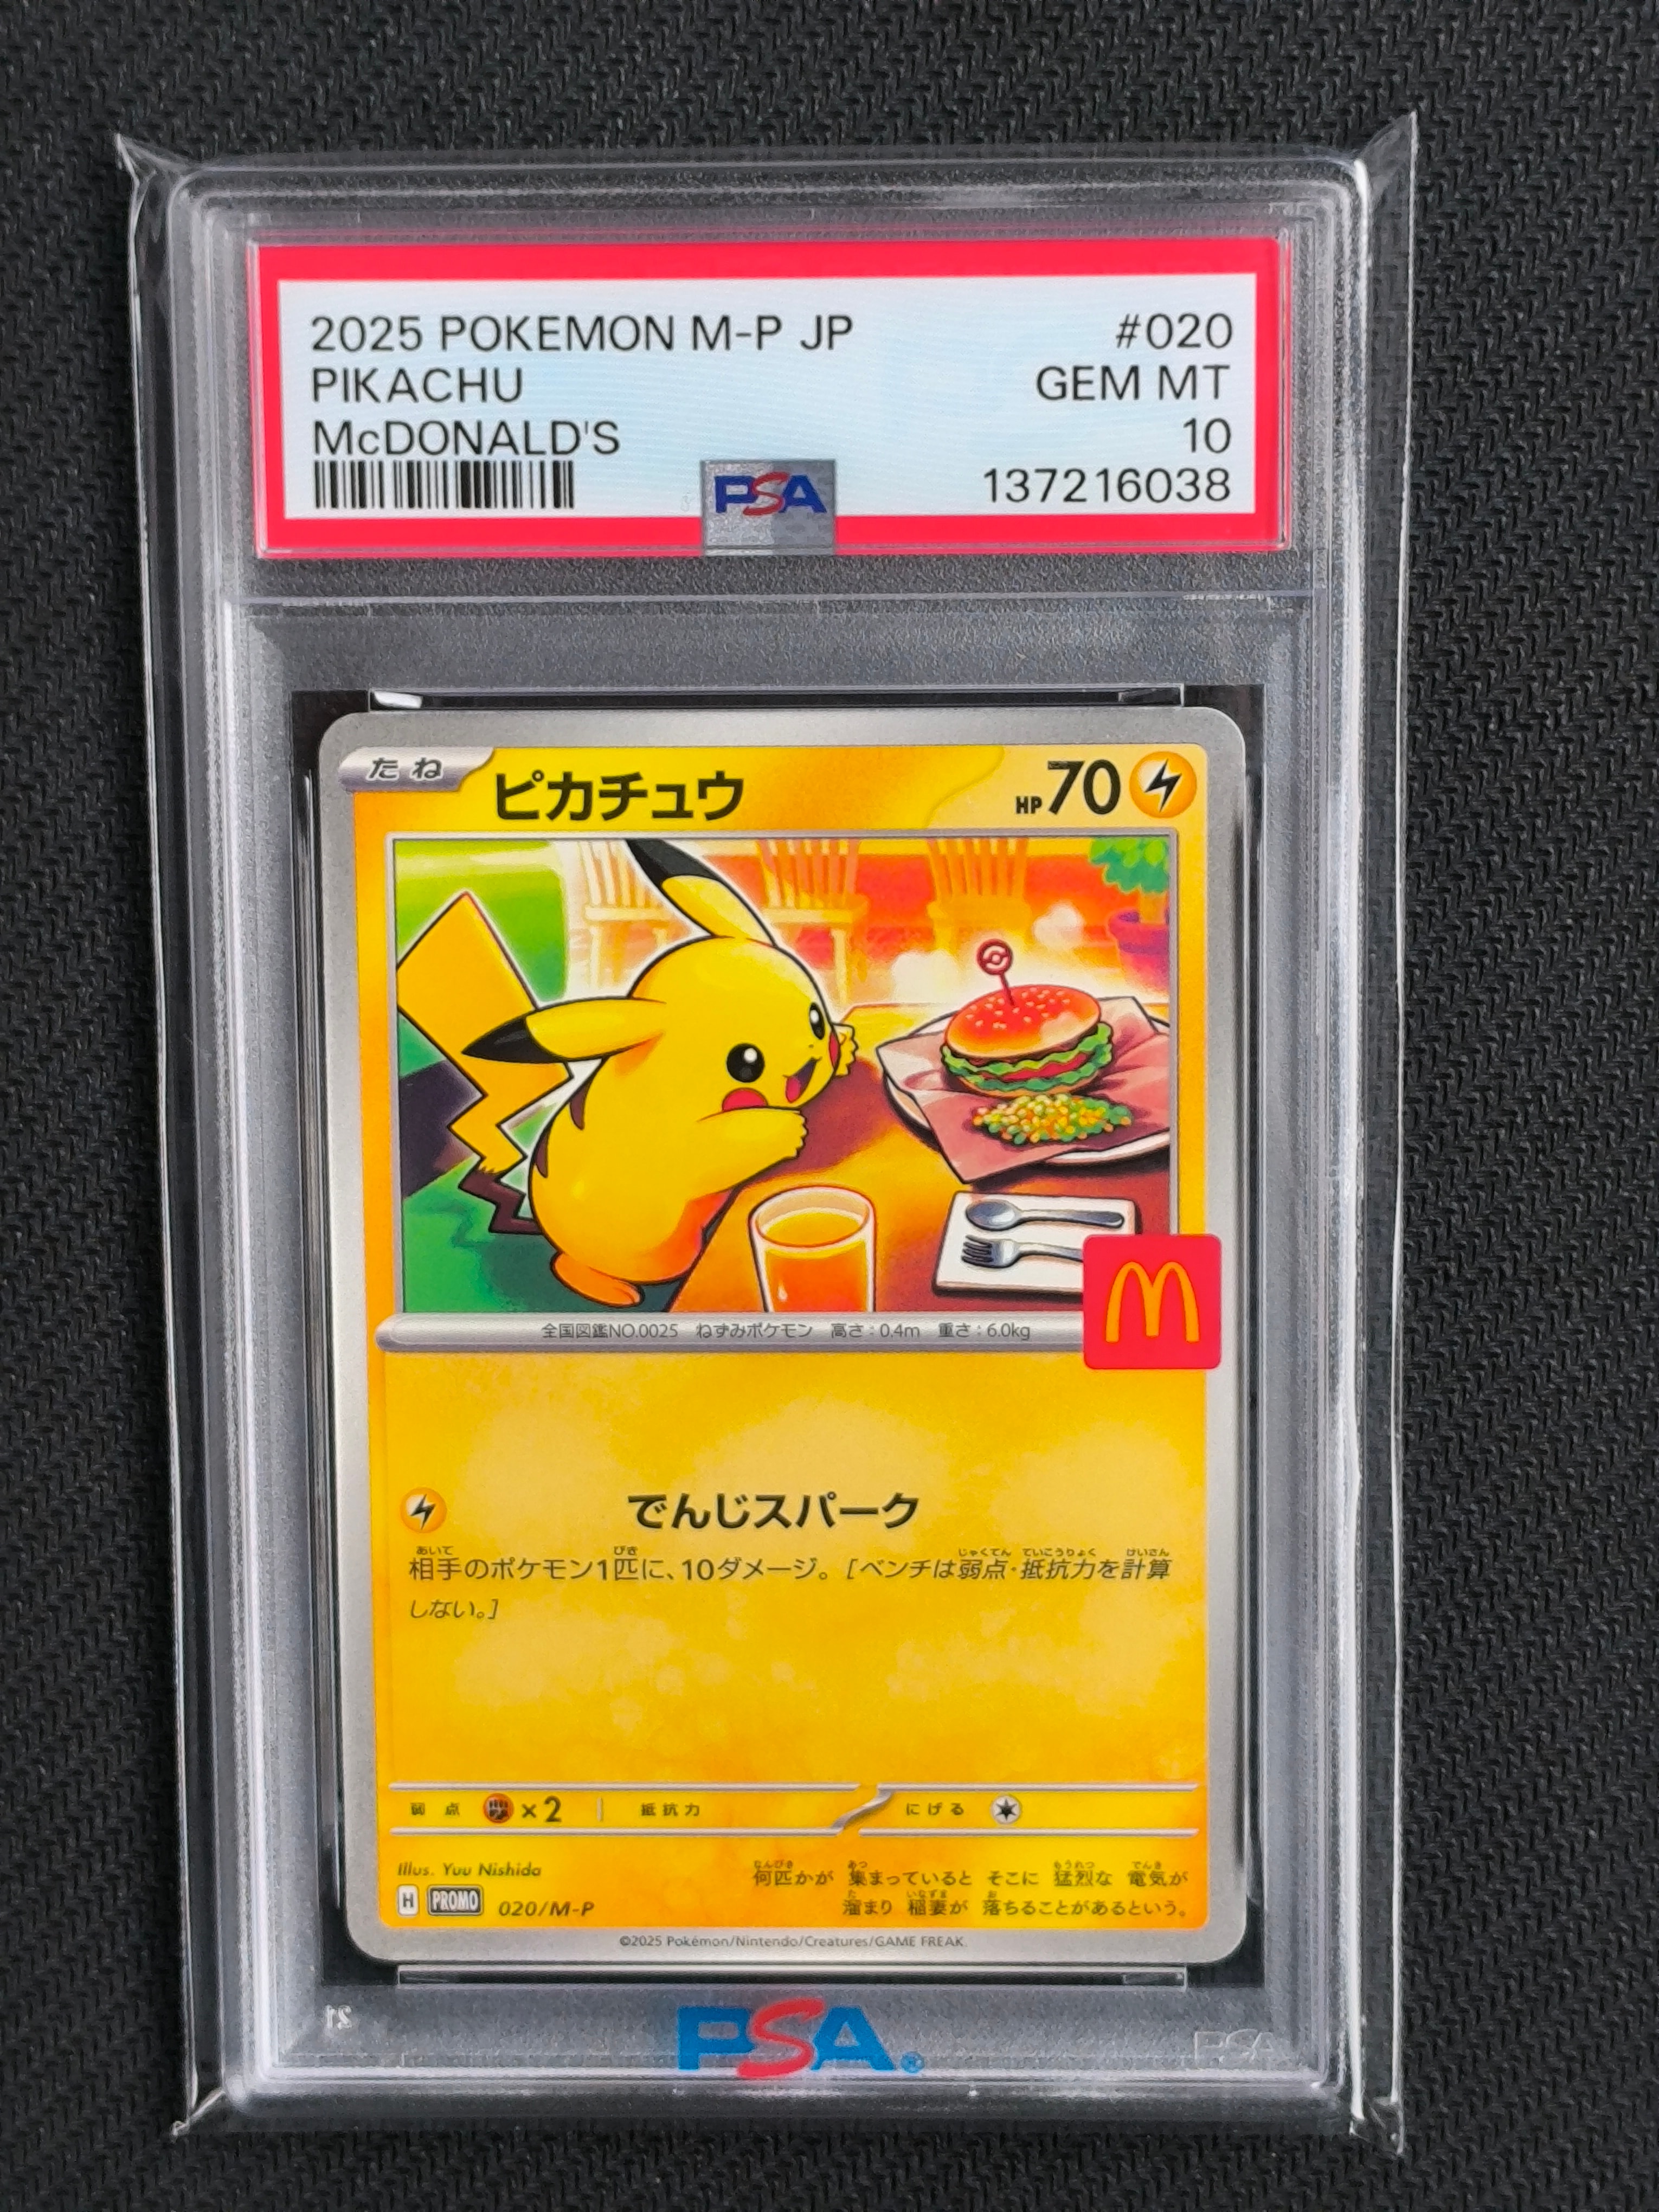 2025 POKEMON M-P JP #020
PIKACHU GEM MT
McDONALD'S 10
PSA 137216038
たね ピカチュウ HP70
全国図鑑NO.0025 ねずみポケモン 高さ:0.4m 重さ:6.0kg
でんじスパーク
相手のポケモン1匹に、10ダメージ。[ベンチは弱点・抵抗力を計算
しない。]
弱点 ×2 抵抗力 にげる
Illus. Yuu Nishida
何匹かが 集まっていると そこに 猛烈な 電気が
溜まり 稲妻が 落ちることがあるという。
H PROMO 020/M-P
©2025 Pokémon/Nintendo/Creatures/GAME FREAK.
PSA®
PSA